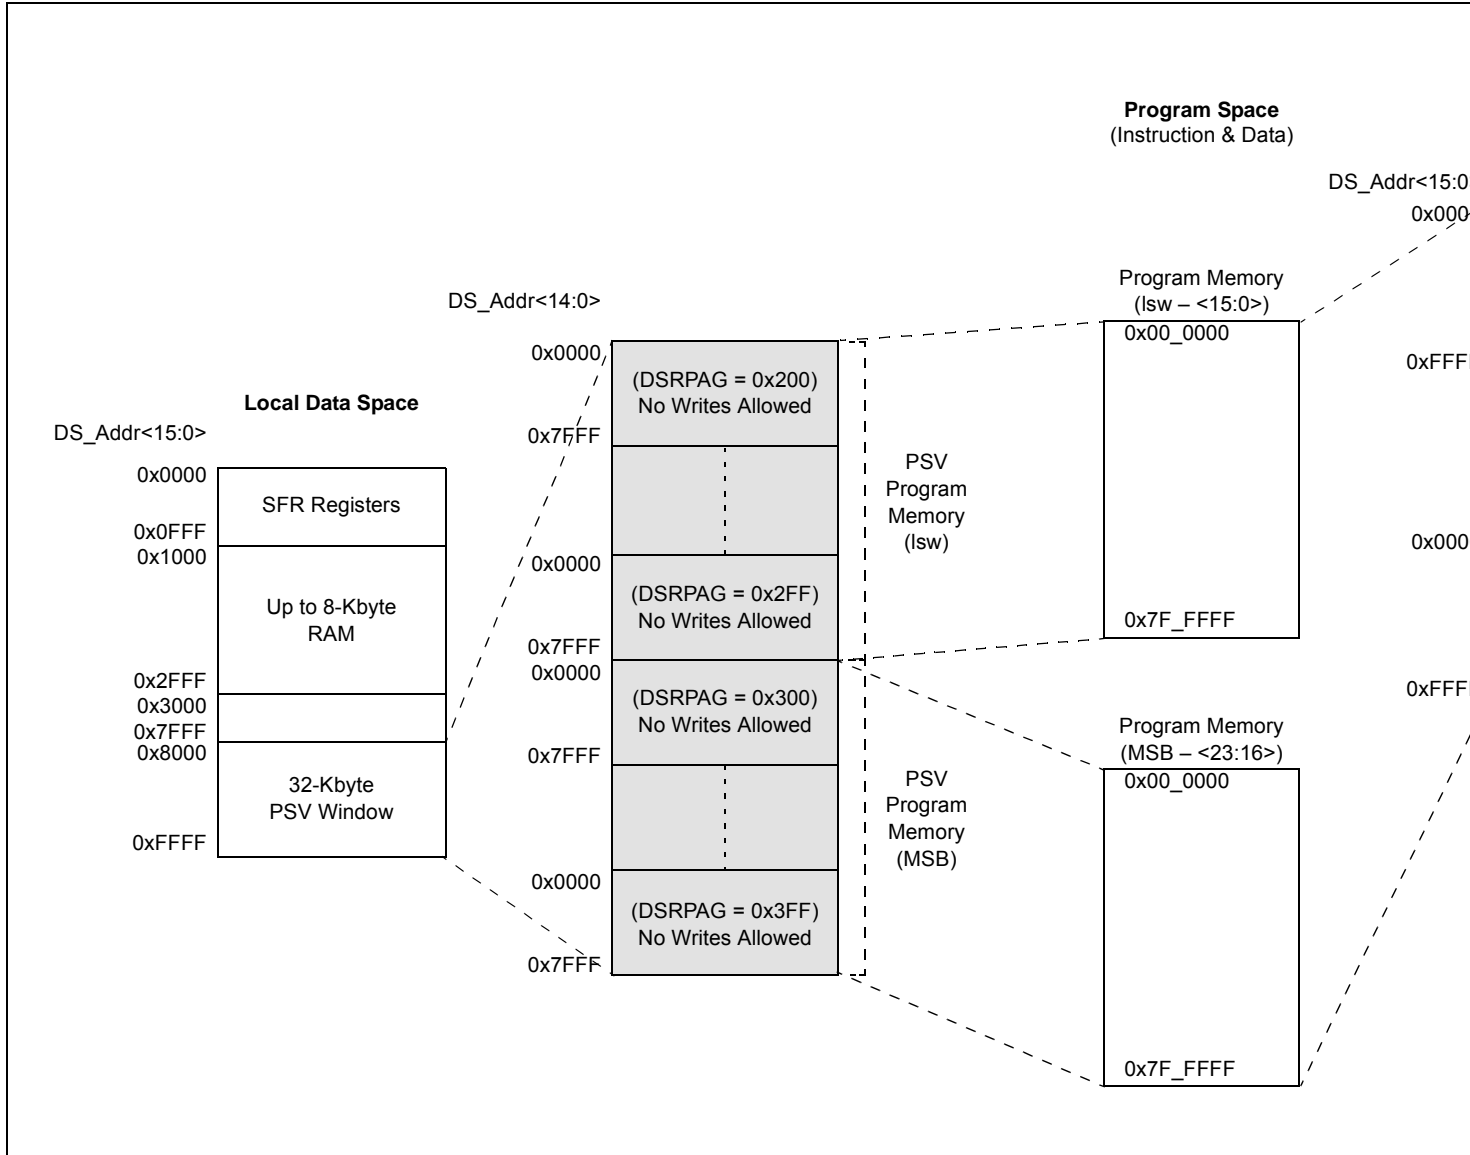 Program Space
(Instruction & Data)
DS_Addr<15:0
0x000
Program Memory
(lsw – <15:0>)
0x00_0000
0x7F_FFFF
0xFFF
0x000
0xFFF
DS_Addr<14:0>
0x0000
(DSRPAG = 0x200)
No Writes Allowed
0x7FFF
0x0000
(DSRPAG = 0x2FF)
No Writes Allowed
0x7FFF
0x0000
(DSRPAG = 0x300)
No Writes Allowed
0x7FFF
0x0000
(DSRPAG = 0x3FF)
No Writes Allowed
0x7FFF
PSV
Program
Memory
(lsw)
PSV
Program
Memory
(MSB)
Local Data Space
DS_Addr<15:0>
0x0000
SFR Registers
0x0FFF
0x1000
Up to 8-Kbyte
RAM
0x2FFF
0x3000
0x7FFF
0x8000
32-Kbyte
PSV Window
0xFFFF
Program Memory
(MSB – <23:16>)
0x00_0000
0x7F_FFFF